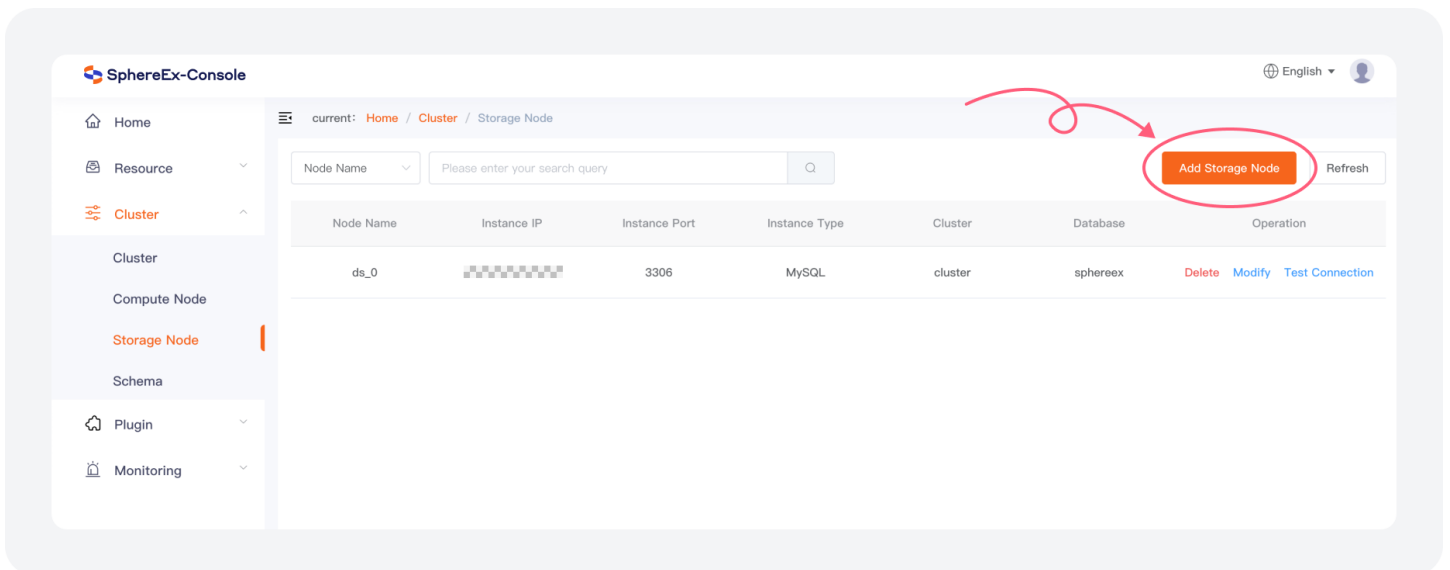 SphereEx-Console
English
Home
Resource
Cluster
Cluster
Compute Node
Storage Node
Schema
Plugin
Monitoring
current: Home / Cluster / Storage Node
Node Name Please enter your search query Add Storage Node Refresh
Node Name Instance IP Instance Port Instance Type Cluster Database Operation
ds_0 3306 MySQL cluster sphereex Delete Modify Test Connection